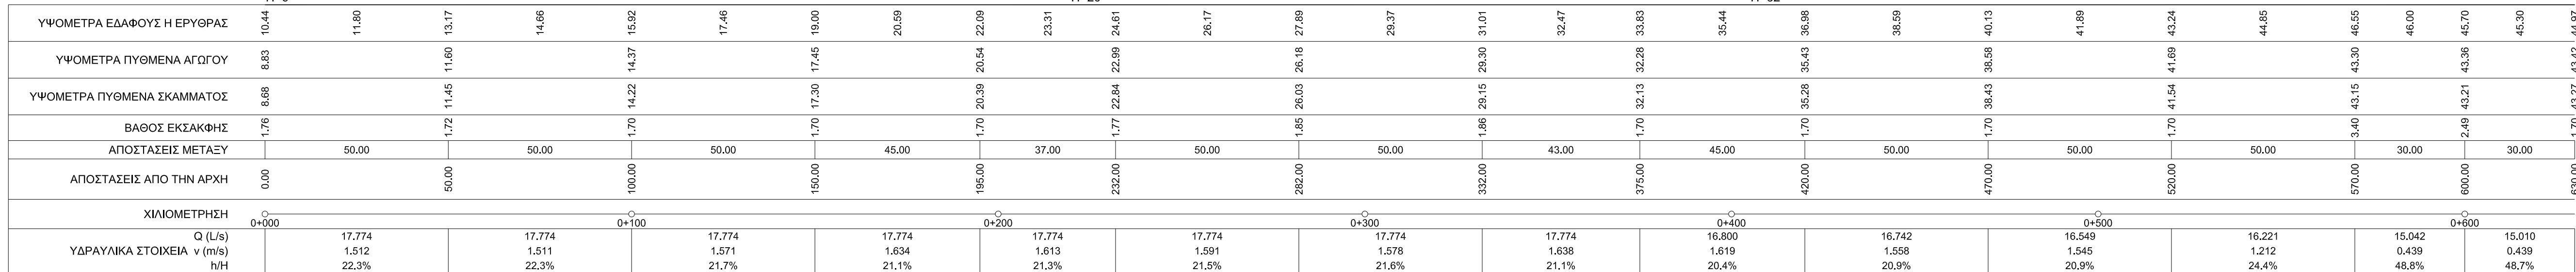 ΥΨΟΜΕΤΡΑ ΕΔΑΦΟΥΣ Η ΕΡΥΘΡΑΣ 10.44 11.80 13.17 14.66 15.92 17.46 19.00 20.59 22.09 23.31 24.61 26.17 27.89 29.37 31.01 32.47 33.83 35.44 36.98 38.59 40.13 41.89 43.24 44.85 46.55 46.00 45.70 45.30
ΥΨΟΜΕΤΡΑ ΠΥΘΜΕΝΑ ΑΓΩΓΟΥ 8.83 11.60 14.37 17.45 20.54 22.99 26.18 29.30 32.28 35.43 38.58 41.69 43.30 43.36 43.42
ΥΨΟΜΕΤΡΑ ΠΥΘΜΕΝΑ ΣΚΑΜΜΑΤΟΣ 8.68 11.45 14.22 17.30 20.39 22.84 26.03 29.15 32.13 35.28 38.43 41.54 43.15 43.21 43.27
ΒΑΘΟΣ ΕΚΣΑΚΦΗΣ 1.76 1.72 1.70 1.70 1.70 1.77 1.85 1.86 1.70 1.70 1.70 1.70 3.40 2.49 1.70
ΑΠΟΣΤΑΣΕΙΣ ΜΕΤΑΞΥ 50.00 50.00 50.00 45.00 37.00 50.00 50.00 43.00 45.00 50.00 50.00 50.00 30.00 30.00
ΑΠΟΣΤΑΣΕΙΣ ΑΠΟ ΤΗΝ ΑΡΧΗ 0.00 50.00 100.00 150.00 195.00 232.00 282.00 332.00 375.00 420.00 470.00 520.00 570.00 600.00 630.00
ΧΙΛΙΟΜΕΤΡΗΣΗ 0+000 0+100 0+200 0+300 0+400 0+500 0+600
Q (L/s) 17.774 17.774 17.774 17.774 17.774 17.774 17.774 17.774 16.800 16.742 16.549 16.221 15.042 15.010
ΥΔΡΑΥΛΙΚΑ ΣΤΟΙΧΕΙΑ v (m/s) 1.512 1.511 1.571 1.634 1.613 1.591 1.578 1.638 1.619 1.558 1.545 1.212 0.439 0.439
h/H 22,3% 22,3% 21,7% 21,1% 21,3% 21,5% 21,6% 21,1% 20,4% 20,9% 20,9% 24,4% 48,8% 48,7%